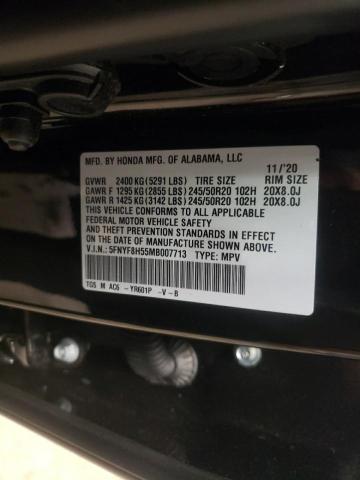 MFD. BY HONDA MFG. OF ALABAMA, LLC 11/'20
GVWR 2400 KG (5291 LBS) TIRE SIZE RIM SIZE
GAWR F 1295 KG (2855 LBS) 245/50R20 102H 20X8.0J
GAWR R 1425 KG (3142 LBS) 245/50R20 102H 20X8.0J
THIS VEHICLE CONFORMS TO ALL APPLICABLE
FEDERAL MOTOR VEHICLE SAFETY
AND THEFT PREVENTION STANDARDS IN EFFECT
ON THE DATE OF MANUFACTURE SHOWN ABOVE.
V.I.N.: 5FNYF8H55MB007713 TYPE: MPV
TGS M AC6 -YR601P -V -B